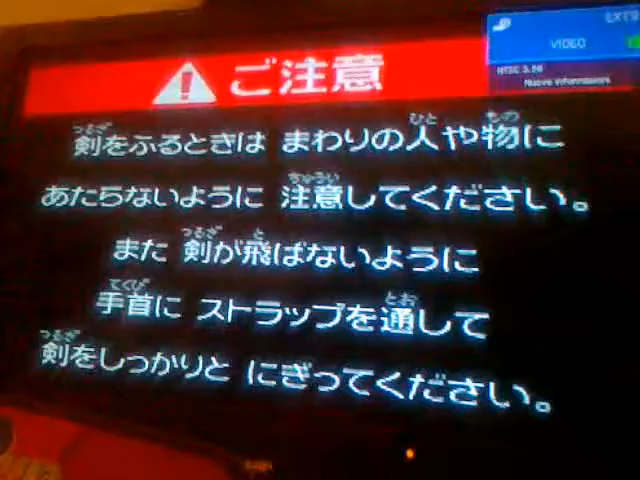 ご注意
剣をふるときは まわりの人や物に
あたらないように 注意してください。
また 剣が飛ばないように
手首に ストラップを通して
剣をしっかりと にぎってください。
VIDEO
NTSC 3.58